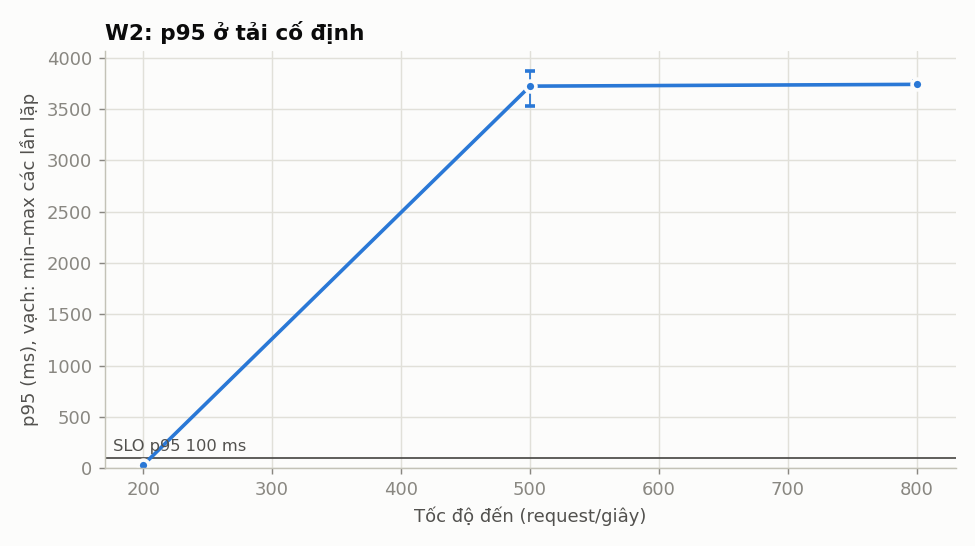 W2: p95 ở tải cố định
p95 (ms), vạch: min–max các lần lặp
4000
3500
3000
2500
2000
1500
1000
500
0
SLO p95 100 ms
200 300 400 500 600 700 800
Tốc độ đến (request/giây)